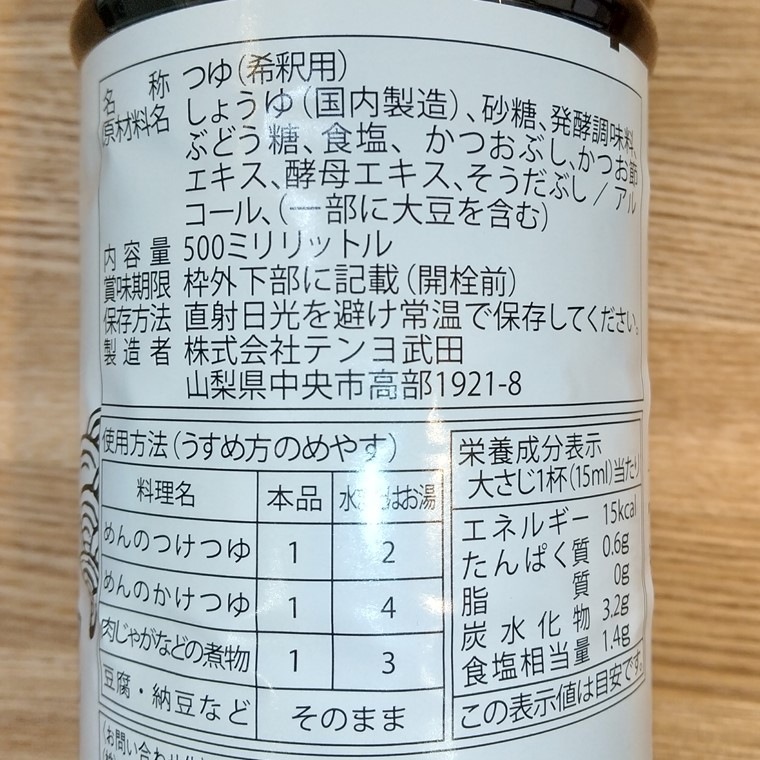 名 称 つゆ(希釈用)
原材料名 しょうゆ(国内製造)、砂糖、発酵調味料、
ぶどう糖、食塩、かつおぶし、かつお節
エキス、酵母エキス、そうだぶし/アル
コール、(一部に大豆を含む)
内容量 500ミリリットル
賞味期限 枠外下部に記載(開栓前)
保存方法 直射日光を避け常温で保存してください。
製造者 株式会社テンヨ武田
山梨県中央市高部1921-8
使用方法(うすめ方のめやす)
料理名 本品 水またはお湯
めんのつけつゆ 1 2
めんのかけつゆ 1 4
肉じゃがなどの煮物 1 3
豆腐・納豆など そのまま
栄養成分表示
大さじ1杯(15ml)当たり
エネルギー 15kcal
たんぱく質 0.6g
脂質 0g
炭水化物 3.2g
食塩相当量 1.4g
この表示値は目安です。
〈お問い合わせ